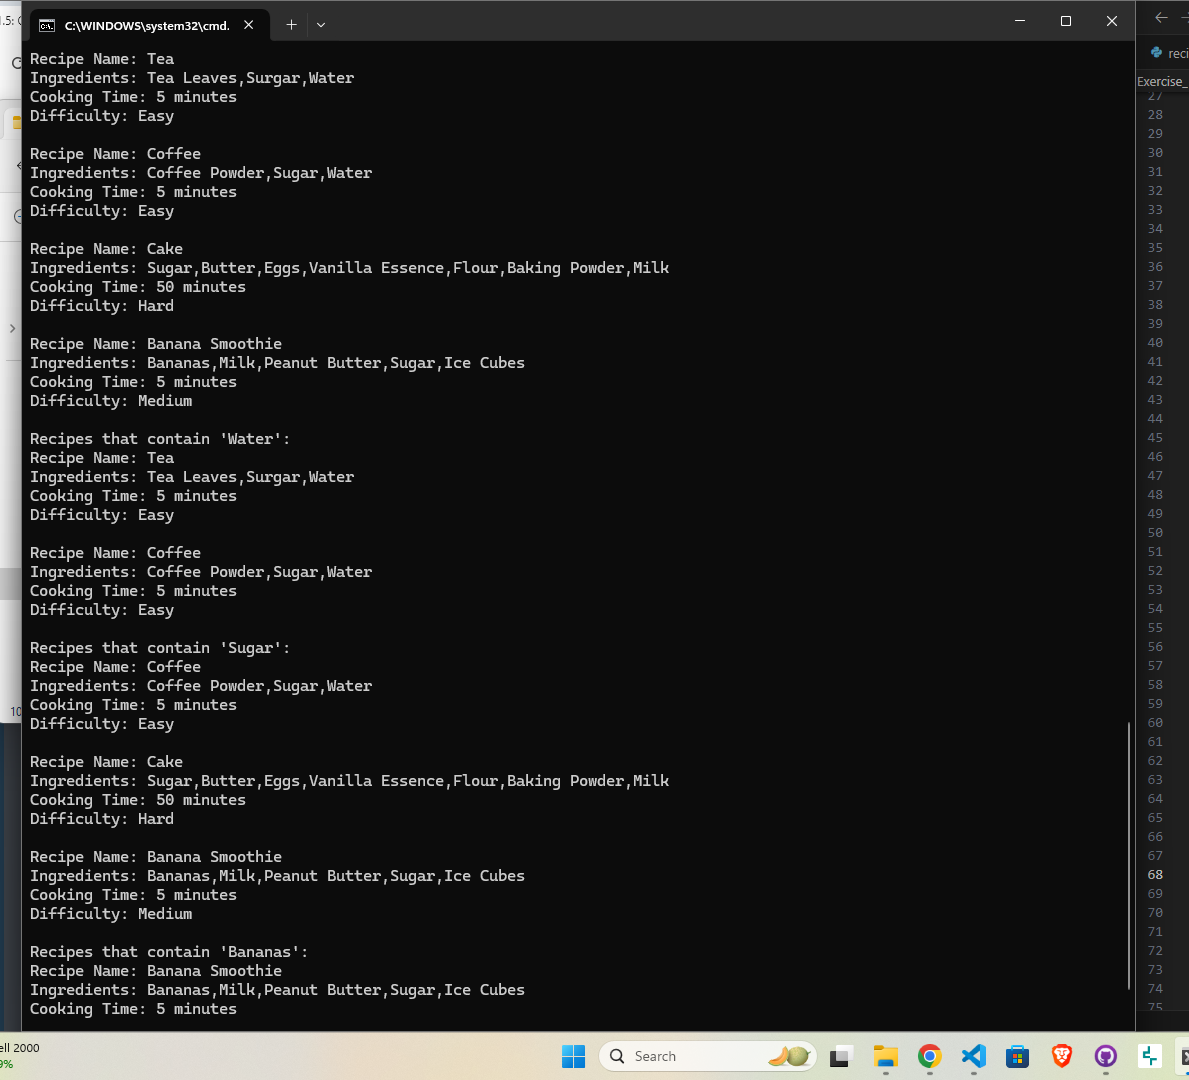 C:\WINDOWS\system32\cmd.
Recipe Name: Tea
Ingredients: Tea Leaves,Surgar,Water
Cooking Time: 5 minutes
Difficulty: Easy
Recipe Name: Coffee
Ingredients: Coffee Powder,Sugar,Water
Cooking Time: 5 minutes
Difficulty: Easy
Recipe Name: Cake
Ingredients: Sugar,Butter,Eggs,Vanilla Essence,Flour,Baking Powder,Milk
Cooking Time: 50 minutes
Difficulty: Hard
Recipe Name: Banana Smoothie
Ingredients: Bananas,Milk,Peanut Butter,Sugar,Ice Cubes
Cooking Time: 5 minutes
Difficulty: Medium
Recipes that contain 'Water':
Recipe Name: Tea
Ingredients: Tea Leaves,Surgar,Water
Cooking Time: 5 minutes
Difficulty: Easy
Recipe Name: Coffee
Ingredients: Coffee Powder,Sugar,Water
Cooking Time: 5 minutes
Difficulty: Easy
Recipes that contain 'Sugar':
Recipe Name: Coffee
Ingredients: Coffee Powder,Sugar,Water
Cooking Time: 5 minutes
Difficulty: Easy
Recipe Name: Cake
Ingredients: Sugar,Butter,Eggs,Vanilla Essence,Flour,Baking Powder,Milk
Cooking Time: 50 minutes
Difficulty: Hard
Recipe Name: Banana Smoothie
Ingredients: Bananas,Milk,Peanut Butter,Sugar,Ice Cubes
Cooking Time: 5 minutes
Difficulty: Medium
Recipes that contain 'Bananas':
Recipe Name: Banana Smoothie
Ingredients: Bananas,Milk,Peanut Butter,Sugar,Ice Cubes
Cooking Time: 5 minutes
reci
Exercise_
27
28
29
30
31
32
33
34
35
36
37
38
39
40
41
42
43
44
45
46
47
48
49
50
51
52
53
54
55
56
57
58
59
60
61
62
63
64
65
66
67
68
69
70
71
72
73
74
75
10
ell 2000
9%
Search